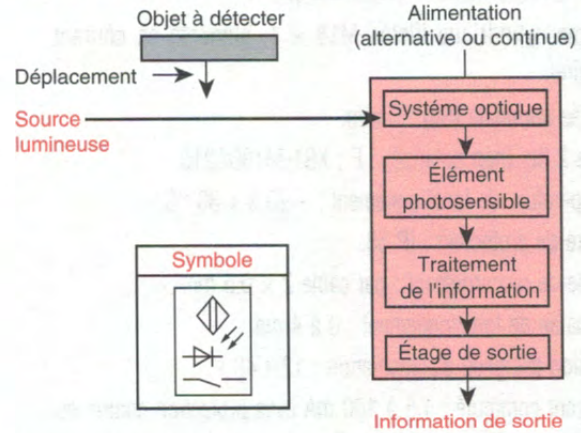 Objet à détecter
Alimentation
(alternative ou continue)
Déplacement
Source
lumineuse
Systéme optique
Élément
photosensible
Symbole
Traitement
de l'information
Étage de sortie
Information de sortie